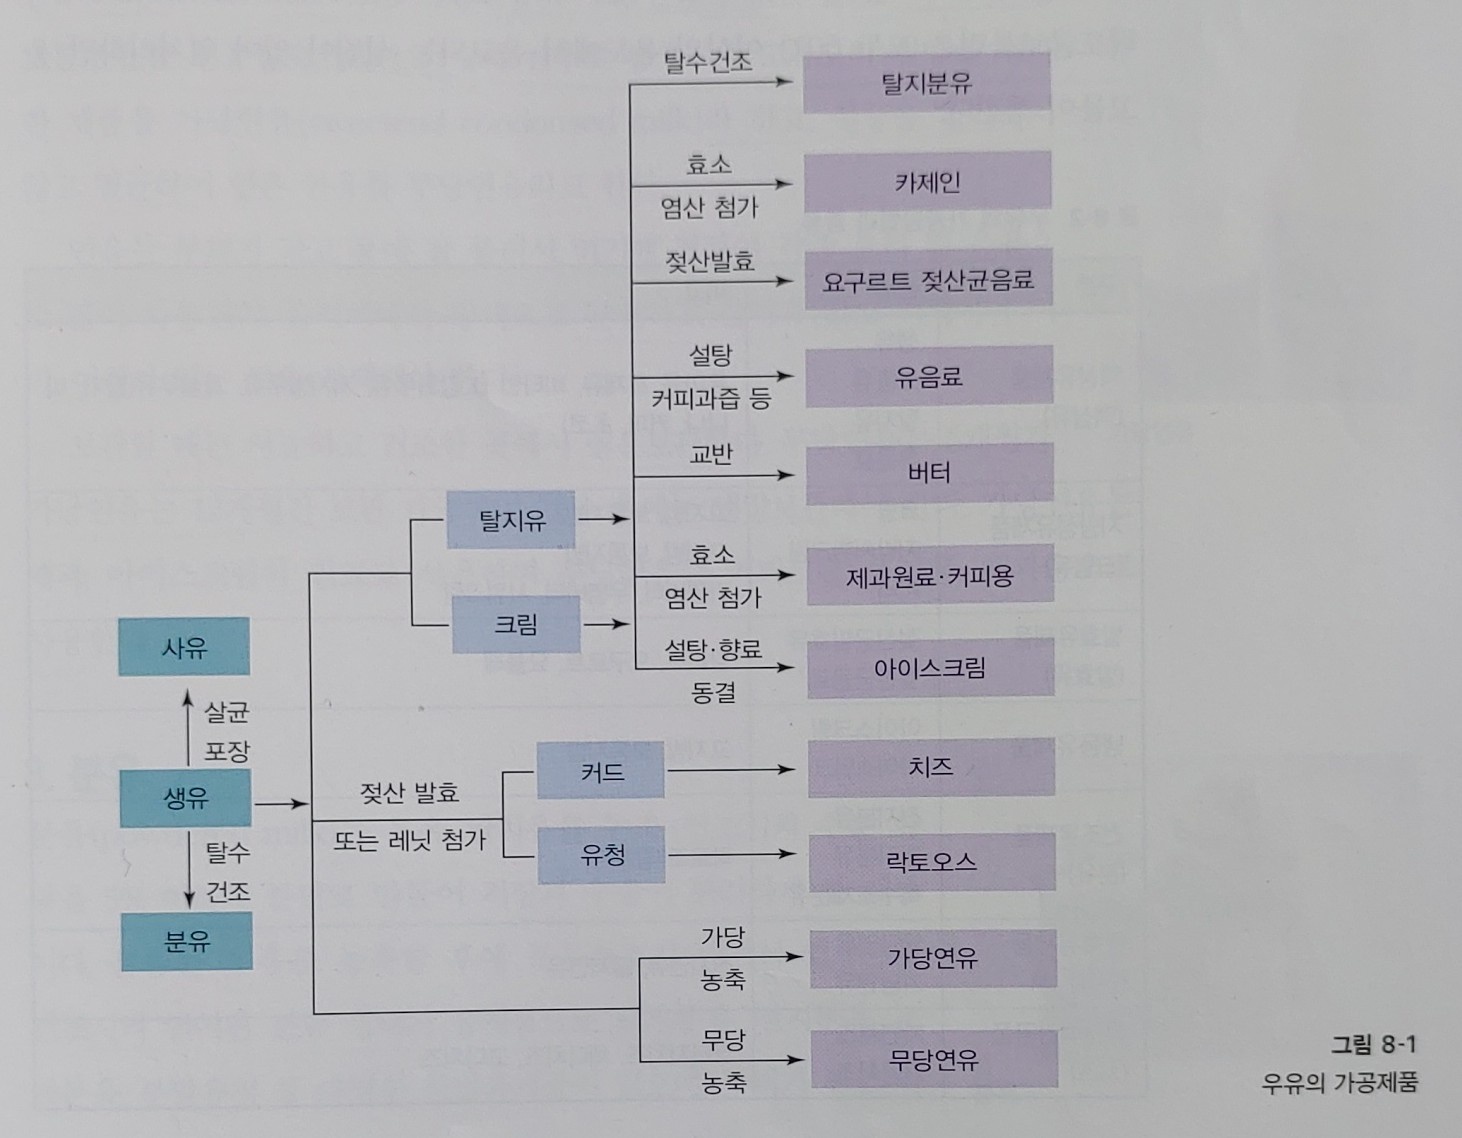 탈수건조
탈지분유
효소
염산 첨가
카제인
젖산발효
요구르트 젖산균음료
설탕
커피과즙 등
유음료
교반
버터
탈지유
효소
염산 첨가
제과원료·커피용
크림
설탕·향료
동결
아이스크림
사유
살균
포장
생유
탈수
건조
분유
젖산 발효
또는 레닛 첨가
커드
치즈
유청
락토오스
가당
농축
가당연유
무당
농축
무당연유
그림 8-1
우유의 가공제품